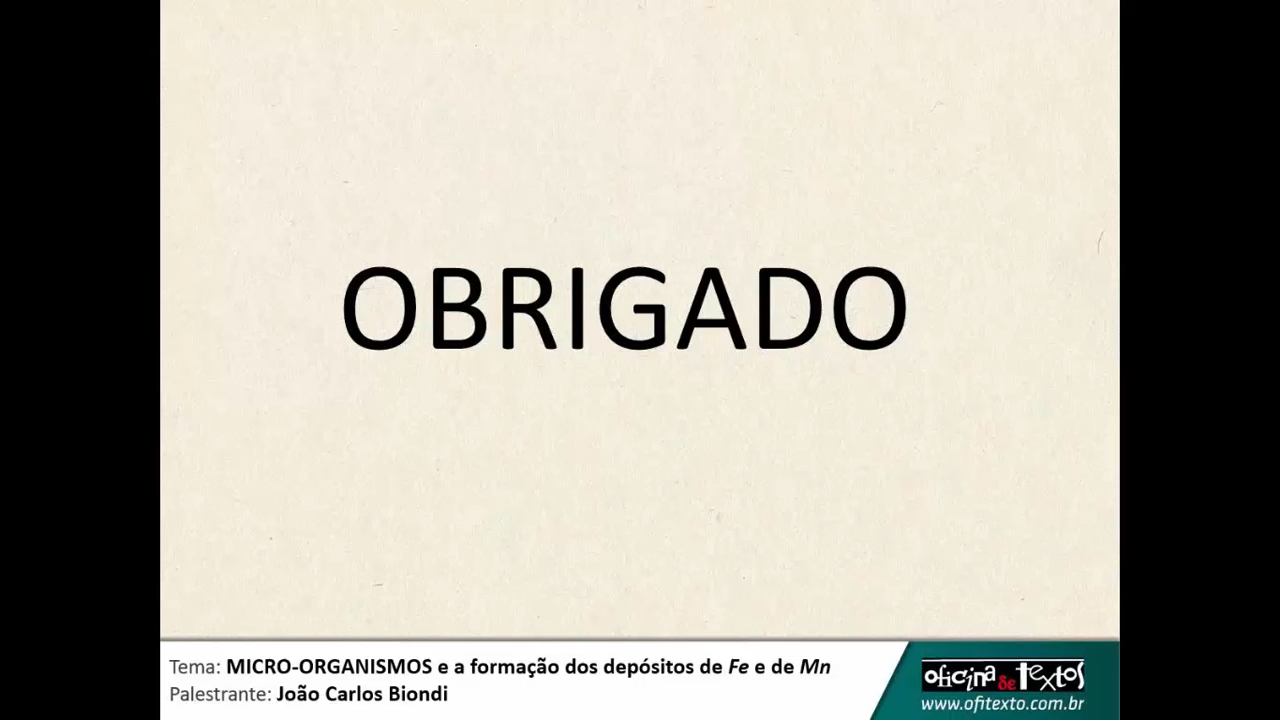 OBRIGADO
Tema: MICRO-ORGANISMOS e a formação dos depósitos de Fe e de Mn
Palestrante: João Carlos Biondi
oficina de Textos
www.ofitexto.com.br